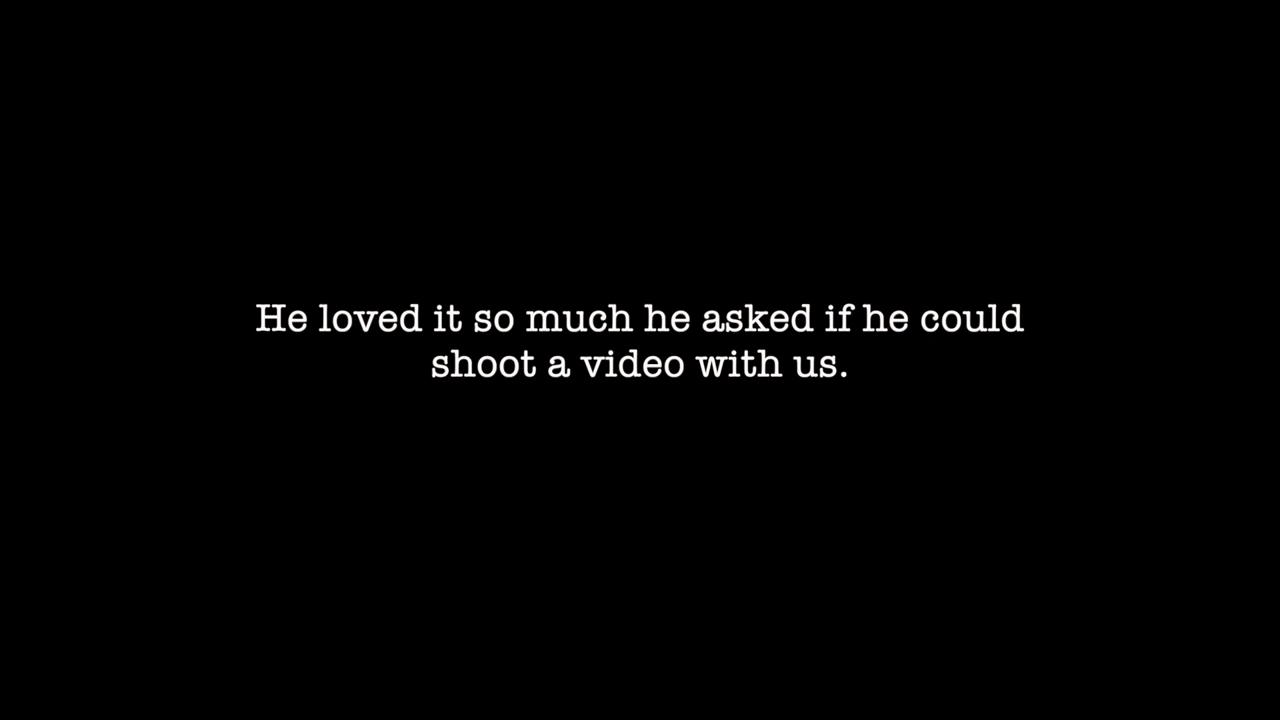 He loved it so much he asked if he could
shoot a video with us.